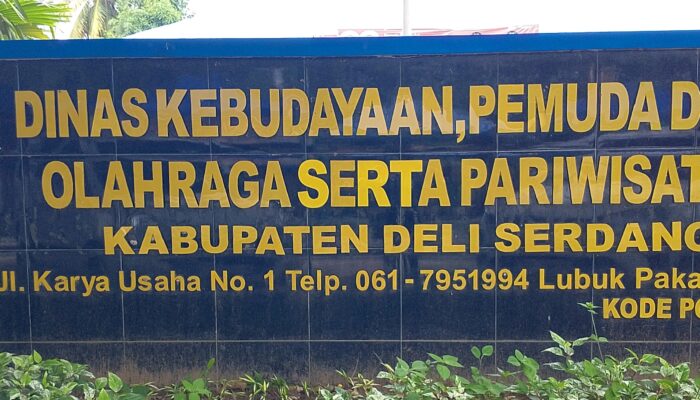 DINAS KEBUDAYAAN,PEMUDA D
OLAHRAGA SERTA PARIWISAT
KABUPATEN DELI SERDANG
Jl. Karya Usaha No. 1 Telp. 061-7951994 Lubuk Paka
KODE PO